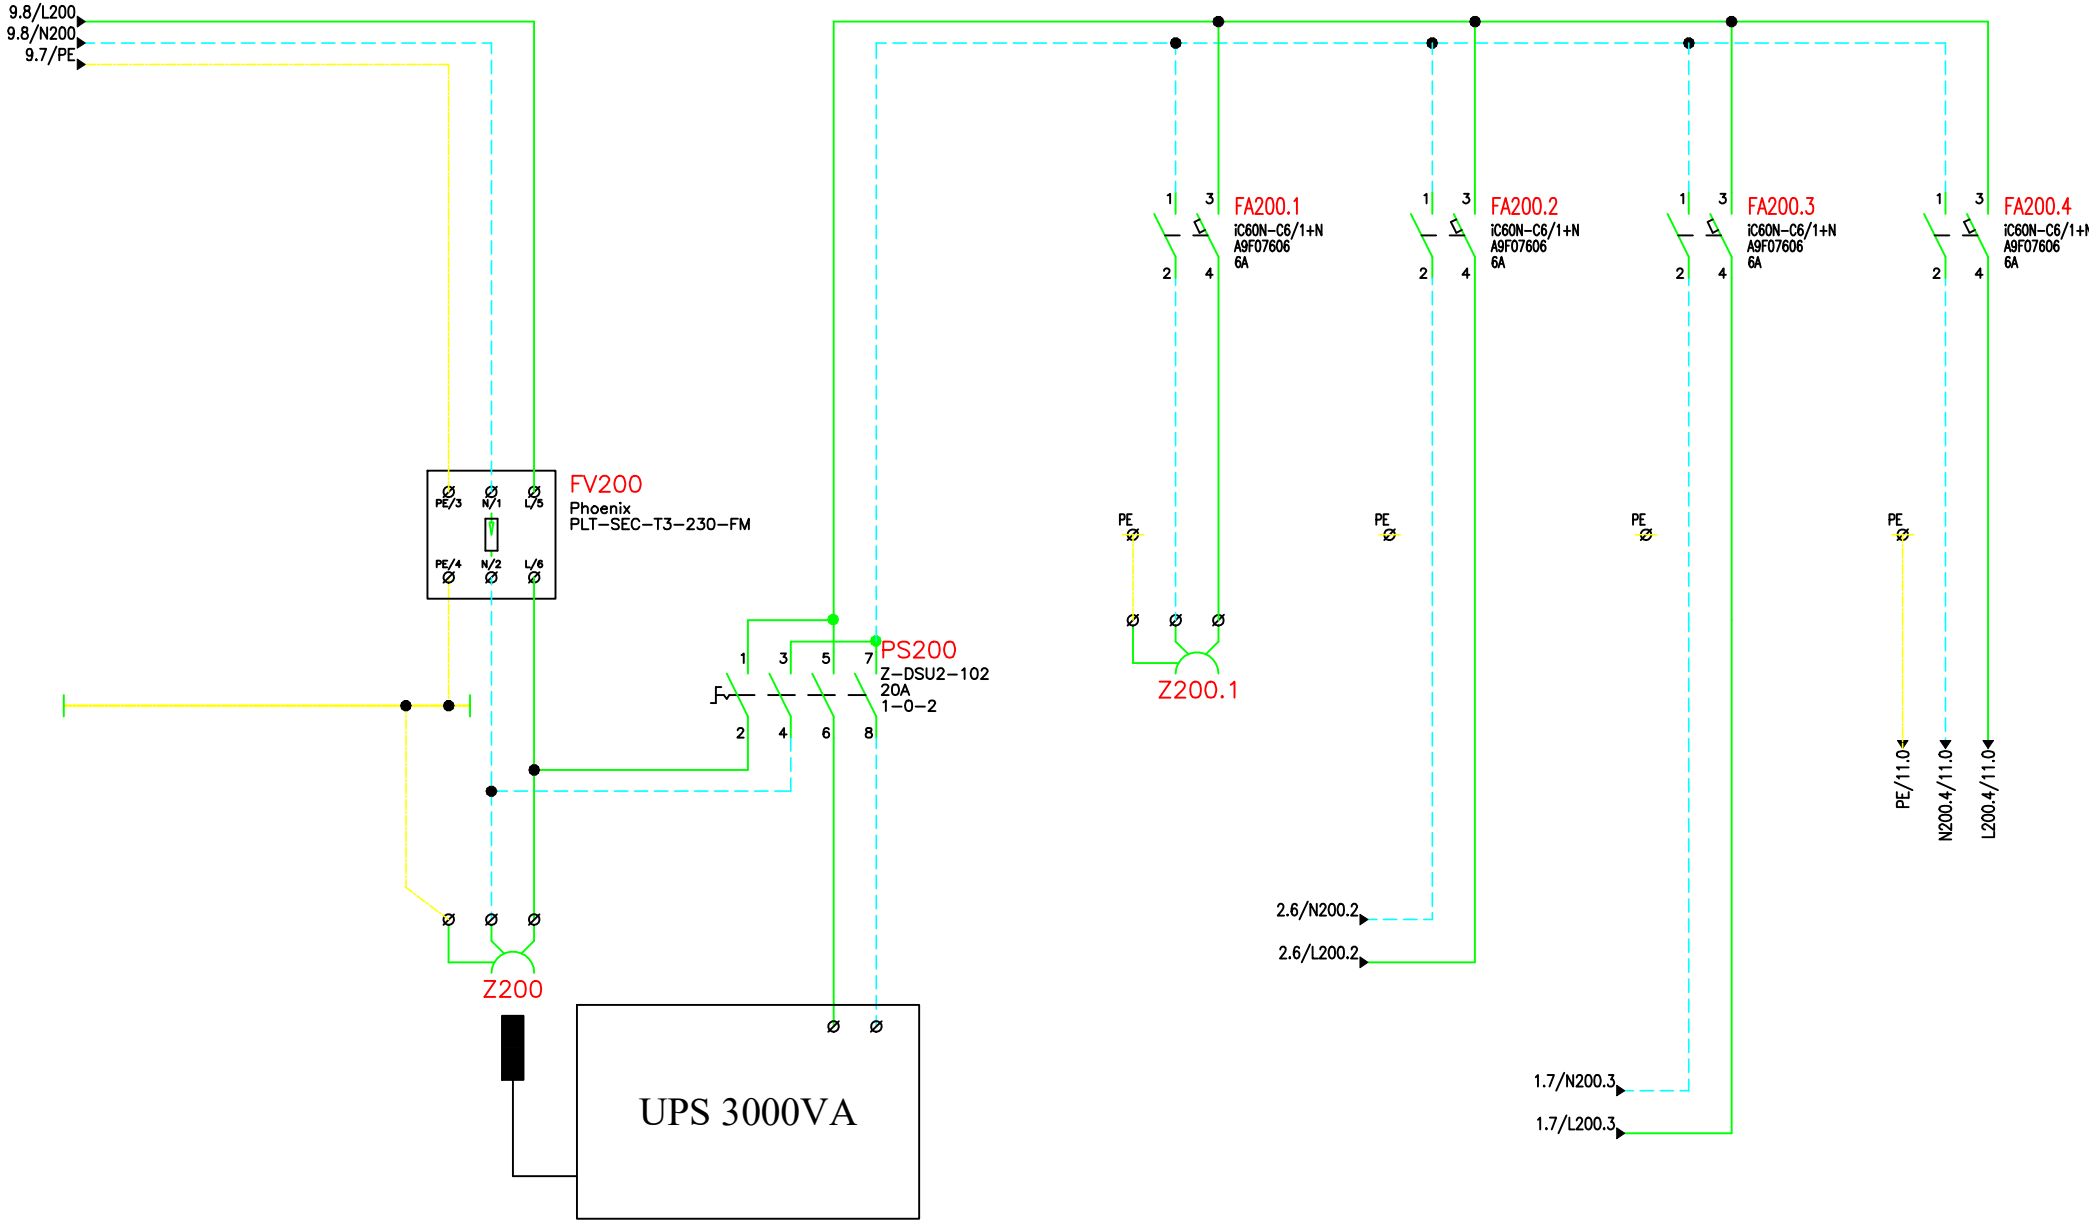 9.8/L200
9.8/N200
9.7/PE
1 3 FA200.1
iC60N-C6/1+N
A9F07606
6A
2 4
1 3 FA200.2
iC60N-C6/1+N
A9F07606
6A
2 4
1 3 FA200.3
iC60N-C6/1+N
A9F07606
6A
2 4
1 3 FA200.4
iC60N-C6/1+N
A9F07606
6A
2 4
FV200
Phoenix
PLT-SEC-T3-230-FM
PE/3 N/1 L/5
PE/4 N/2 L/6
PE
PE
PE
PE
1 3 5 7 PS200
Z-DSU2-102
20A
1-0-2
2 4 6 8
Z200.1
PE/11.0
N200.4/11.0
L200.4/11.0
2.6/N200.2
2.6/L200.2
Z200
UPS 3000VA
1.7/N200.3
1.7/L200.3